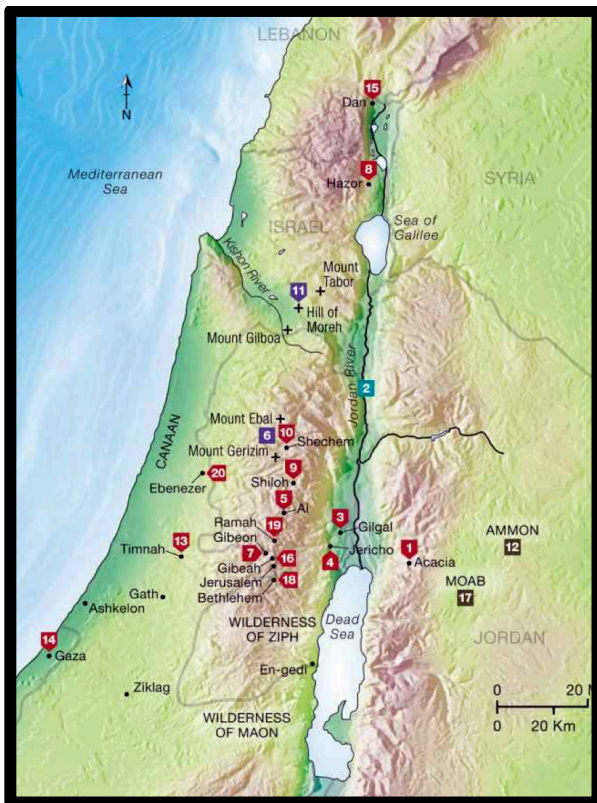 LEBANON
15
Dan
N
Mediterranean
Sea
8
Hazor
SYRIA
ISRAEL
Sea of
Galilee
Kishon River
Mount
Tabor
11
Hill of
Moreh
Mount Gilboa
Jordan River
2
CANAAN
Mount Ebal
6
10
Shechem
Mount Gerizim
9
20
Ebenezer
Shiloh
5
Ai
3
Ramah
19
Gilgal
Gibeon
AMMON
13
7
1
12
Timnah
16
4
Jericho
Acacia
Gibeah
Jerusalem
18
MOAB
Bethlehem
17
Gath
Ashkelon
WILDERNESS
OF ZIPH
Dead
Sea
14
Gaza
JORDAN
En-gedi
Ziklag
0 20
WILDERNESS
OF MAON
0 20 Km